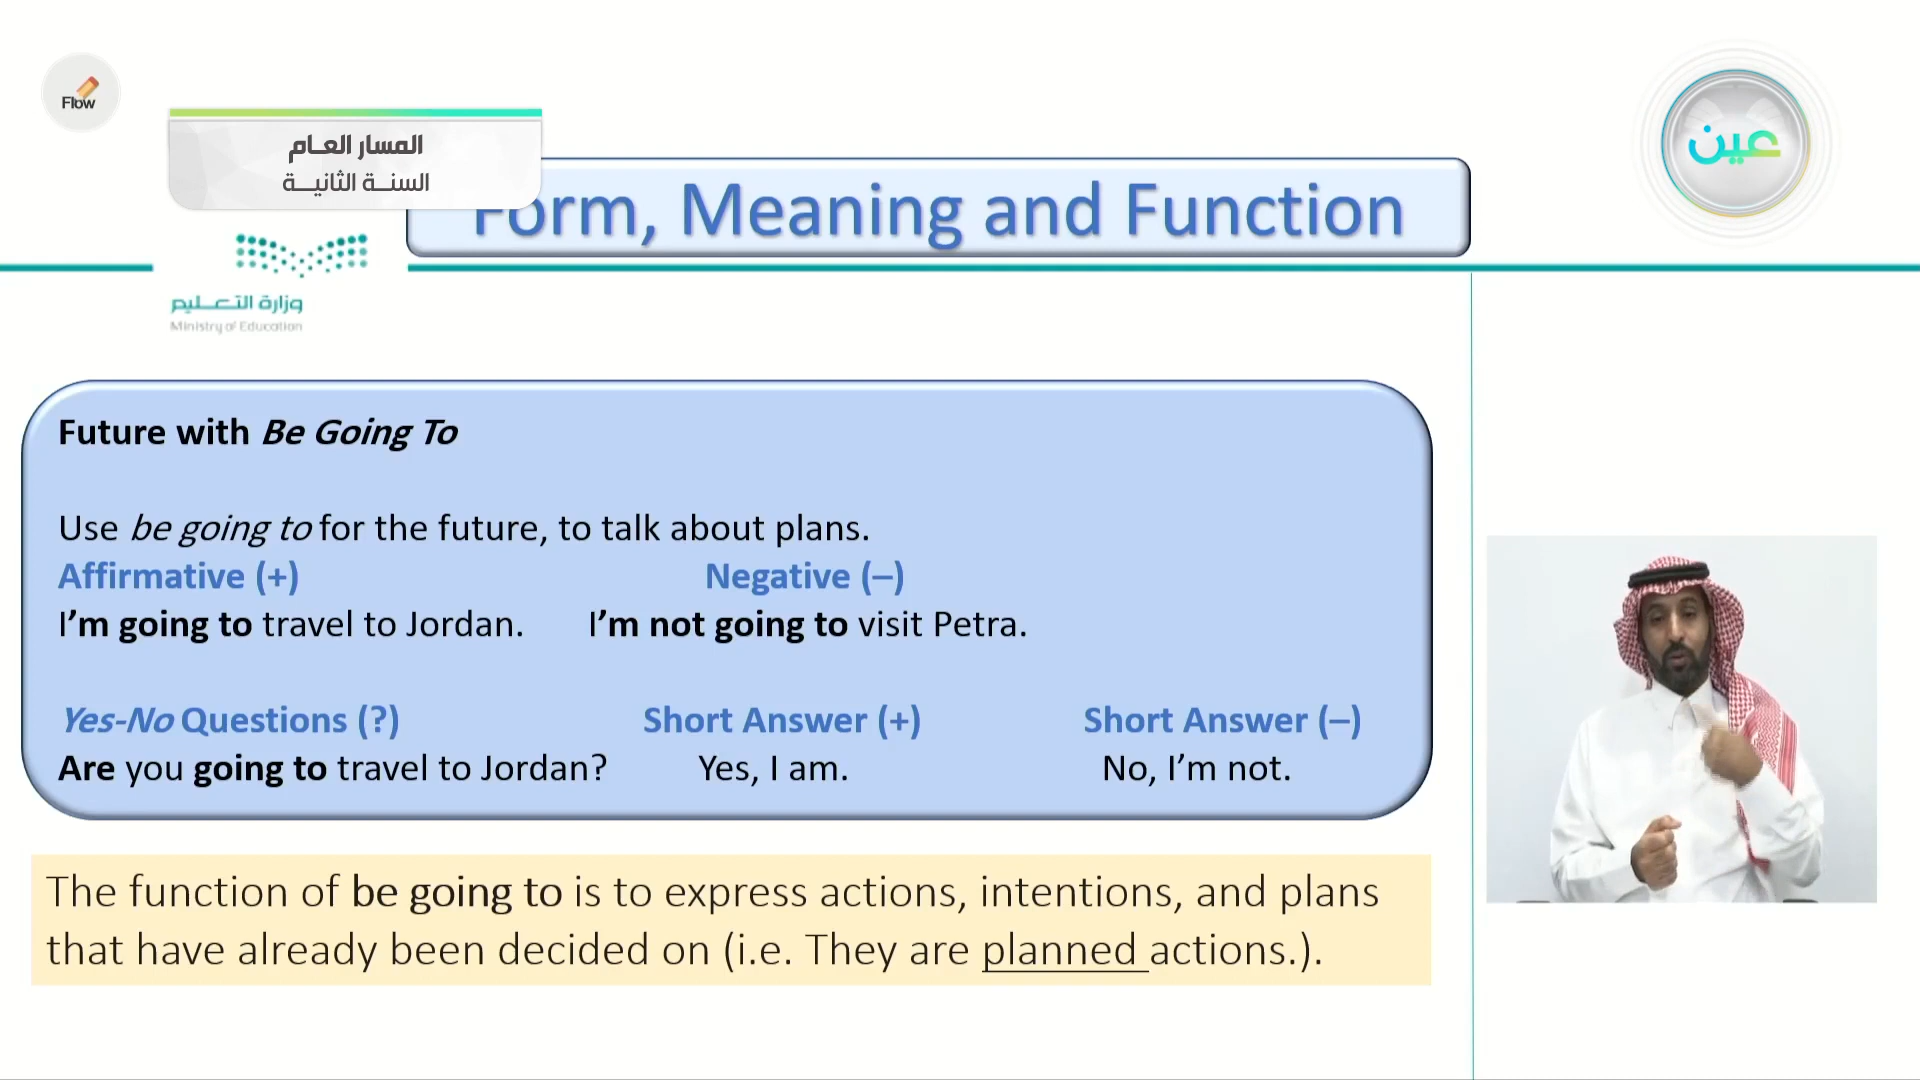 Flow
المسار العام
السنة الثانية
عين
Form, Meaning and Function
وزارة التعليم
Ministry of Education
Future with Be Going To
Use be going to for the future, to talk about plans.
Affirmative (+) Negative (–)
I’m going to travel to Jordan. I’m not going to visit Petra.
Yes-No Questions (?) Short Answer (+) Short Answer (–)
Are you going to travel to Jordan? Yes, I am. No, I’m not.
The function of be going to is to express actions, intentions, and plans
that have already been decided on (i.e. They are planned actions.).